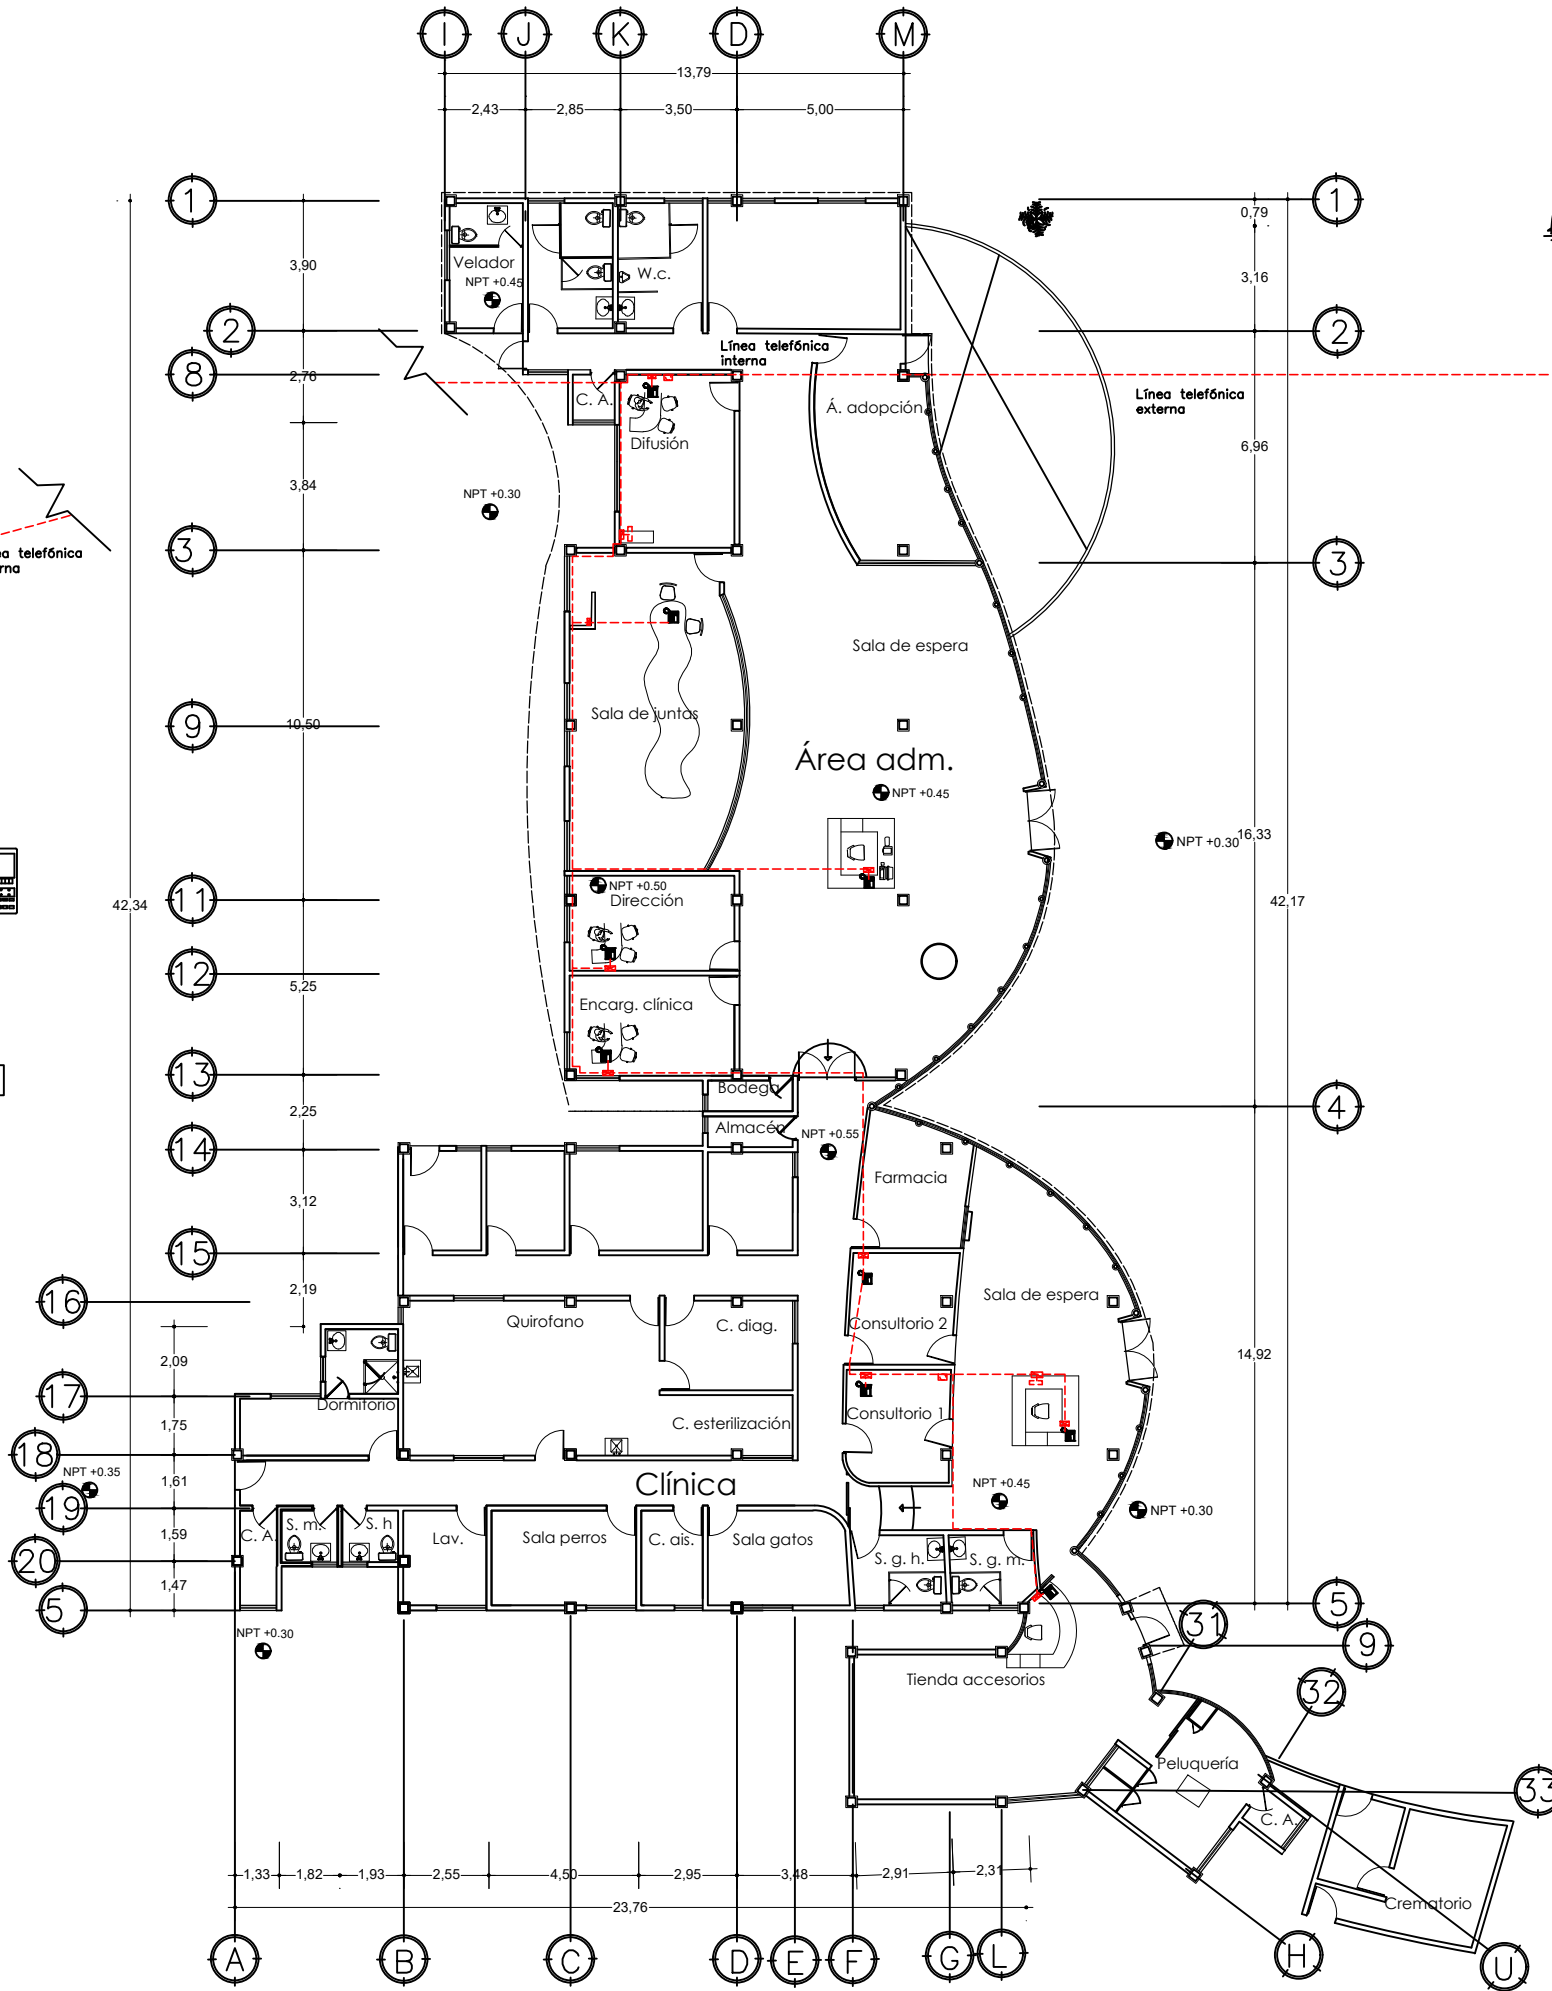 I J K D M
13,79
2,43 2,85 3,50 5,00
1 1
0,79
3,90
Velador
NPT +0.45
W.c.
3,16
2 2
Línea telefónica
interna
8
2,76
C. A.
Á. adopción
Línea telefónica
externa
Difusión
6,96
3,84
NPT +0.30
ea telefónica
rna
3 3
Sala de espera
Sala de juntas
9
10,50
Área adm.
NPT +0.45
NPT +0.30
16,33
NPT +0.50
Dirección
11
42,34
42,17
12
5,25
Encarg. clínica
13
Bodega
2,25
4
Almacén
NPT +0.55
14
Farmacia
3,12
15
2,19
16
Quirofano
C. diag.
Sala de espera
Consultorio 2
2,09
14,92
17
Dormitorio
1,75
C. esterilización
Consultorio 1
18
NPT +0.35
1,61
Clínica
NPT +0.45
19
NPT +0.30
C. A.
S. m.
S. h
Lav.
Sala perros
C. ais.
Sala gatos
1,59
20
S. g. h.
S. g. m.
1,47
5 5
31
NPT +0.30
9
Tienda accesorios
32
Peluquería
33
C. A.
1,33 1,82 1,93 2,55 4,50 2,95 3,48 2,91 2,31
23,76
Crematorio
A B C D E F G L H U